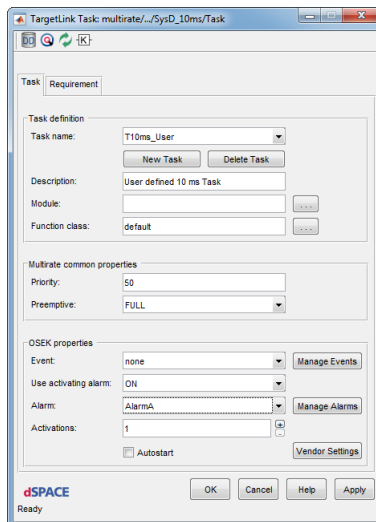 TargetLink Task: multirate/.../SysD_10ms/Task
DD K
Task Requirement
Task definition
Task name: T10ms_User
New Task Delete Task
Description: User defined 10 ms Task
Module: ...
Function class: default ...
Multirate common properties
Priority: 50
Preemptive: FULL
OSEK properties
Event: none Manage Events
Use activating alarm: ON
Alarm: AlarmA Manage Alarms
Activations: 1 + -
Autostart Vendor Settings
dSPACE OK Cancel Help Apply
Ready